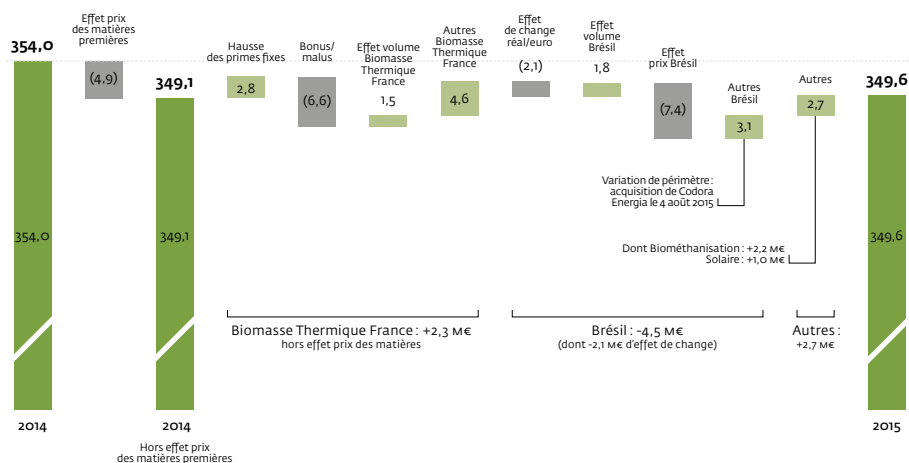 354,0
Effet prix
des matières
premières
(4,9)
349,1
Hausse
des primes fixes
2,8
Bonus/
malus
(6,6)
Effet volume
Biomasse
Thermique
France
1,5
Autres
Biomasse
Thermique
France
4,6
Effet
de change
réal/euro
(2,1)
Effet
volume
Brésil
1,8
Effet
prix Brésil
(7,4)
Autres
Brésil
3,1
Autres
2,7
349,6
Variation de périmètre :
acquisition de Codora
Energia le 4 août 2015
Dont Biométhanisation : +2,2 M€
Solaire : +1,0 M€
354,0
349,1
349,6
Biomasse Thermique France : +2,3 M€
hors effet prix des matières
Brésil : -4,5 M€
(dont -2,1 M€ d'effet de change)
Autres :
+2,7 M€
2014
2014
Hors effet prix
des matières premières
2015